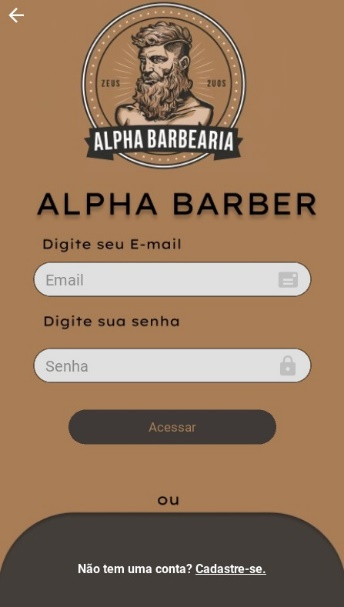 ZEUS
2005
ALPHA BARBEARIA
ALPHA BARBER
Digite seu E-mail
Email
Digite sua senha
Senha
Acessar
ou
Não tem uma conta? Cadastre-se.